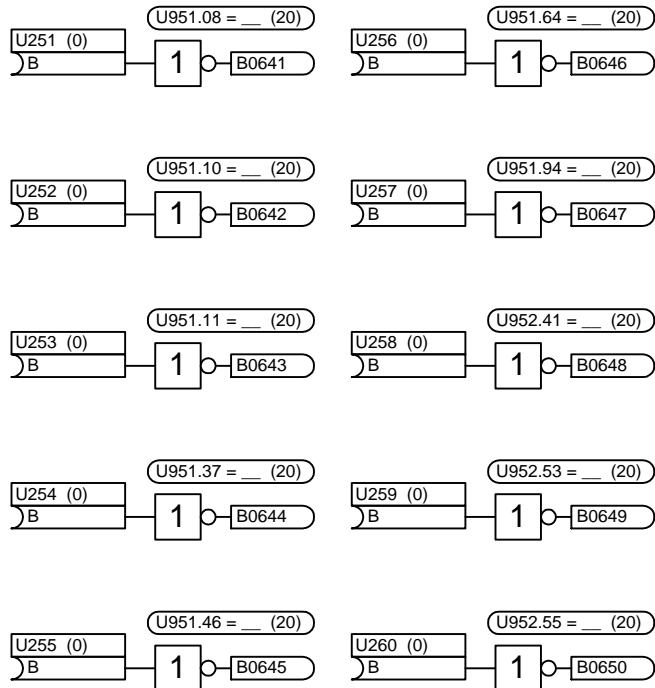 U951.08 = __ (20)
U251 (0)
B
1
B0641
U951.64 = __ (20)
U256 (0)
B
1
B0646
U951.10 = __ (20)
U252 (0)
B
1
B0642
U951.94 = __ (20)
U257 (0)
B
1
B0647
U951.11 = __ (20)
U253 (0)
B
1
B0643
U952.41 = __ (20)
U258 (0)
B
1
B0648
U951.37 = __ (20)
U254 (0)
B
1
B0644
U952.53 = __ (20)
U259 (0)
B
1
B0649
U951.46 = __ (20)
U255 (0)
B
1
B0645
U952.55 = __ (20)
U260 (0)
B
1
B0650